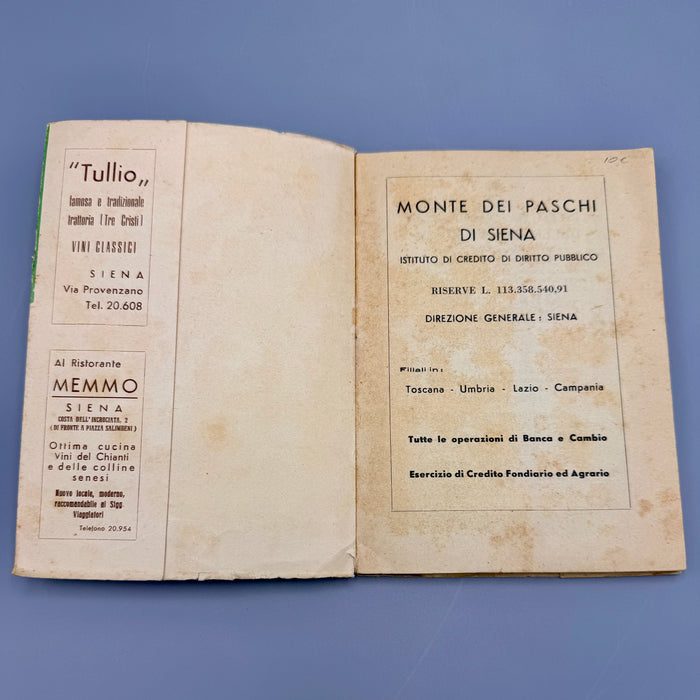 "Tullio„
famosa e tradizionale
trattoria (Tre Cristi)
VINI CLASSICI
SIENA
Via Provenzano
Tel. 20.608
Al Ristorante
MEMMO
SIENA
COSTA DELL'INCROCIATA, 2
(DI FRONTE A PIAZZA SALIMBENI)
Ottima cucina
Vini del Chianti
e delle colline
senesi
Nuovo locale, moderno,
raccomandabile ai Sigg.
Viaggiatori
Telefono 20.954
10 €
MONTE DEI PASCHI
DI SIENA
ISTITUTO DI CREDITO DI DIRITTO PUBBLICO
RISERVE L. 113.358.540,91
DIREZIONE GENERALE : SIENA
Filiali in :
Toscana - Umbria - Lazio - Campania
Tutte le operazioni di Banca e Cambio
Esercizio di Credito Fondiario ed Agrario